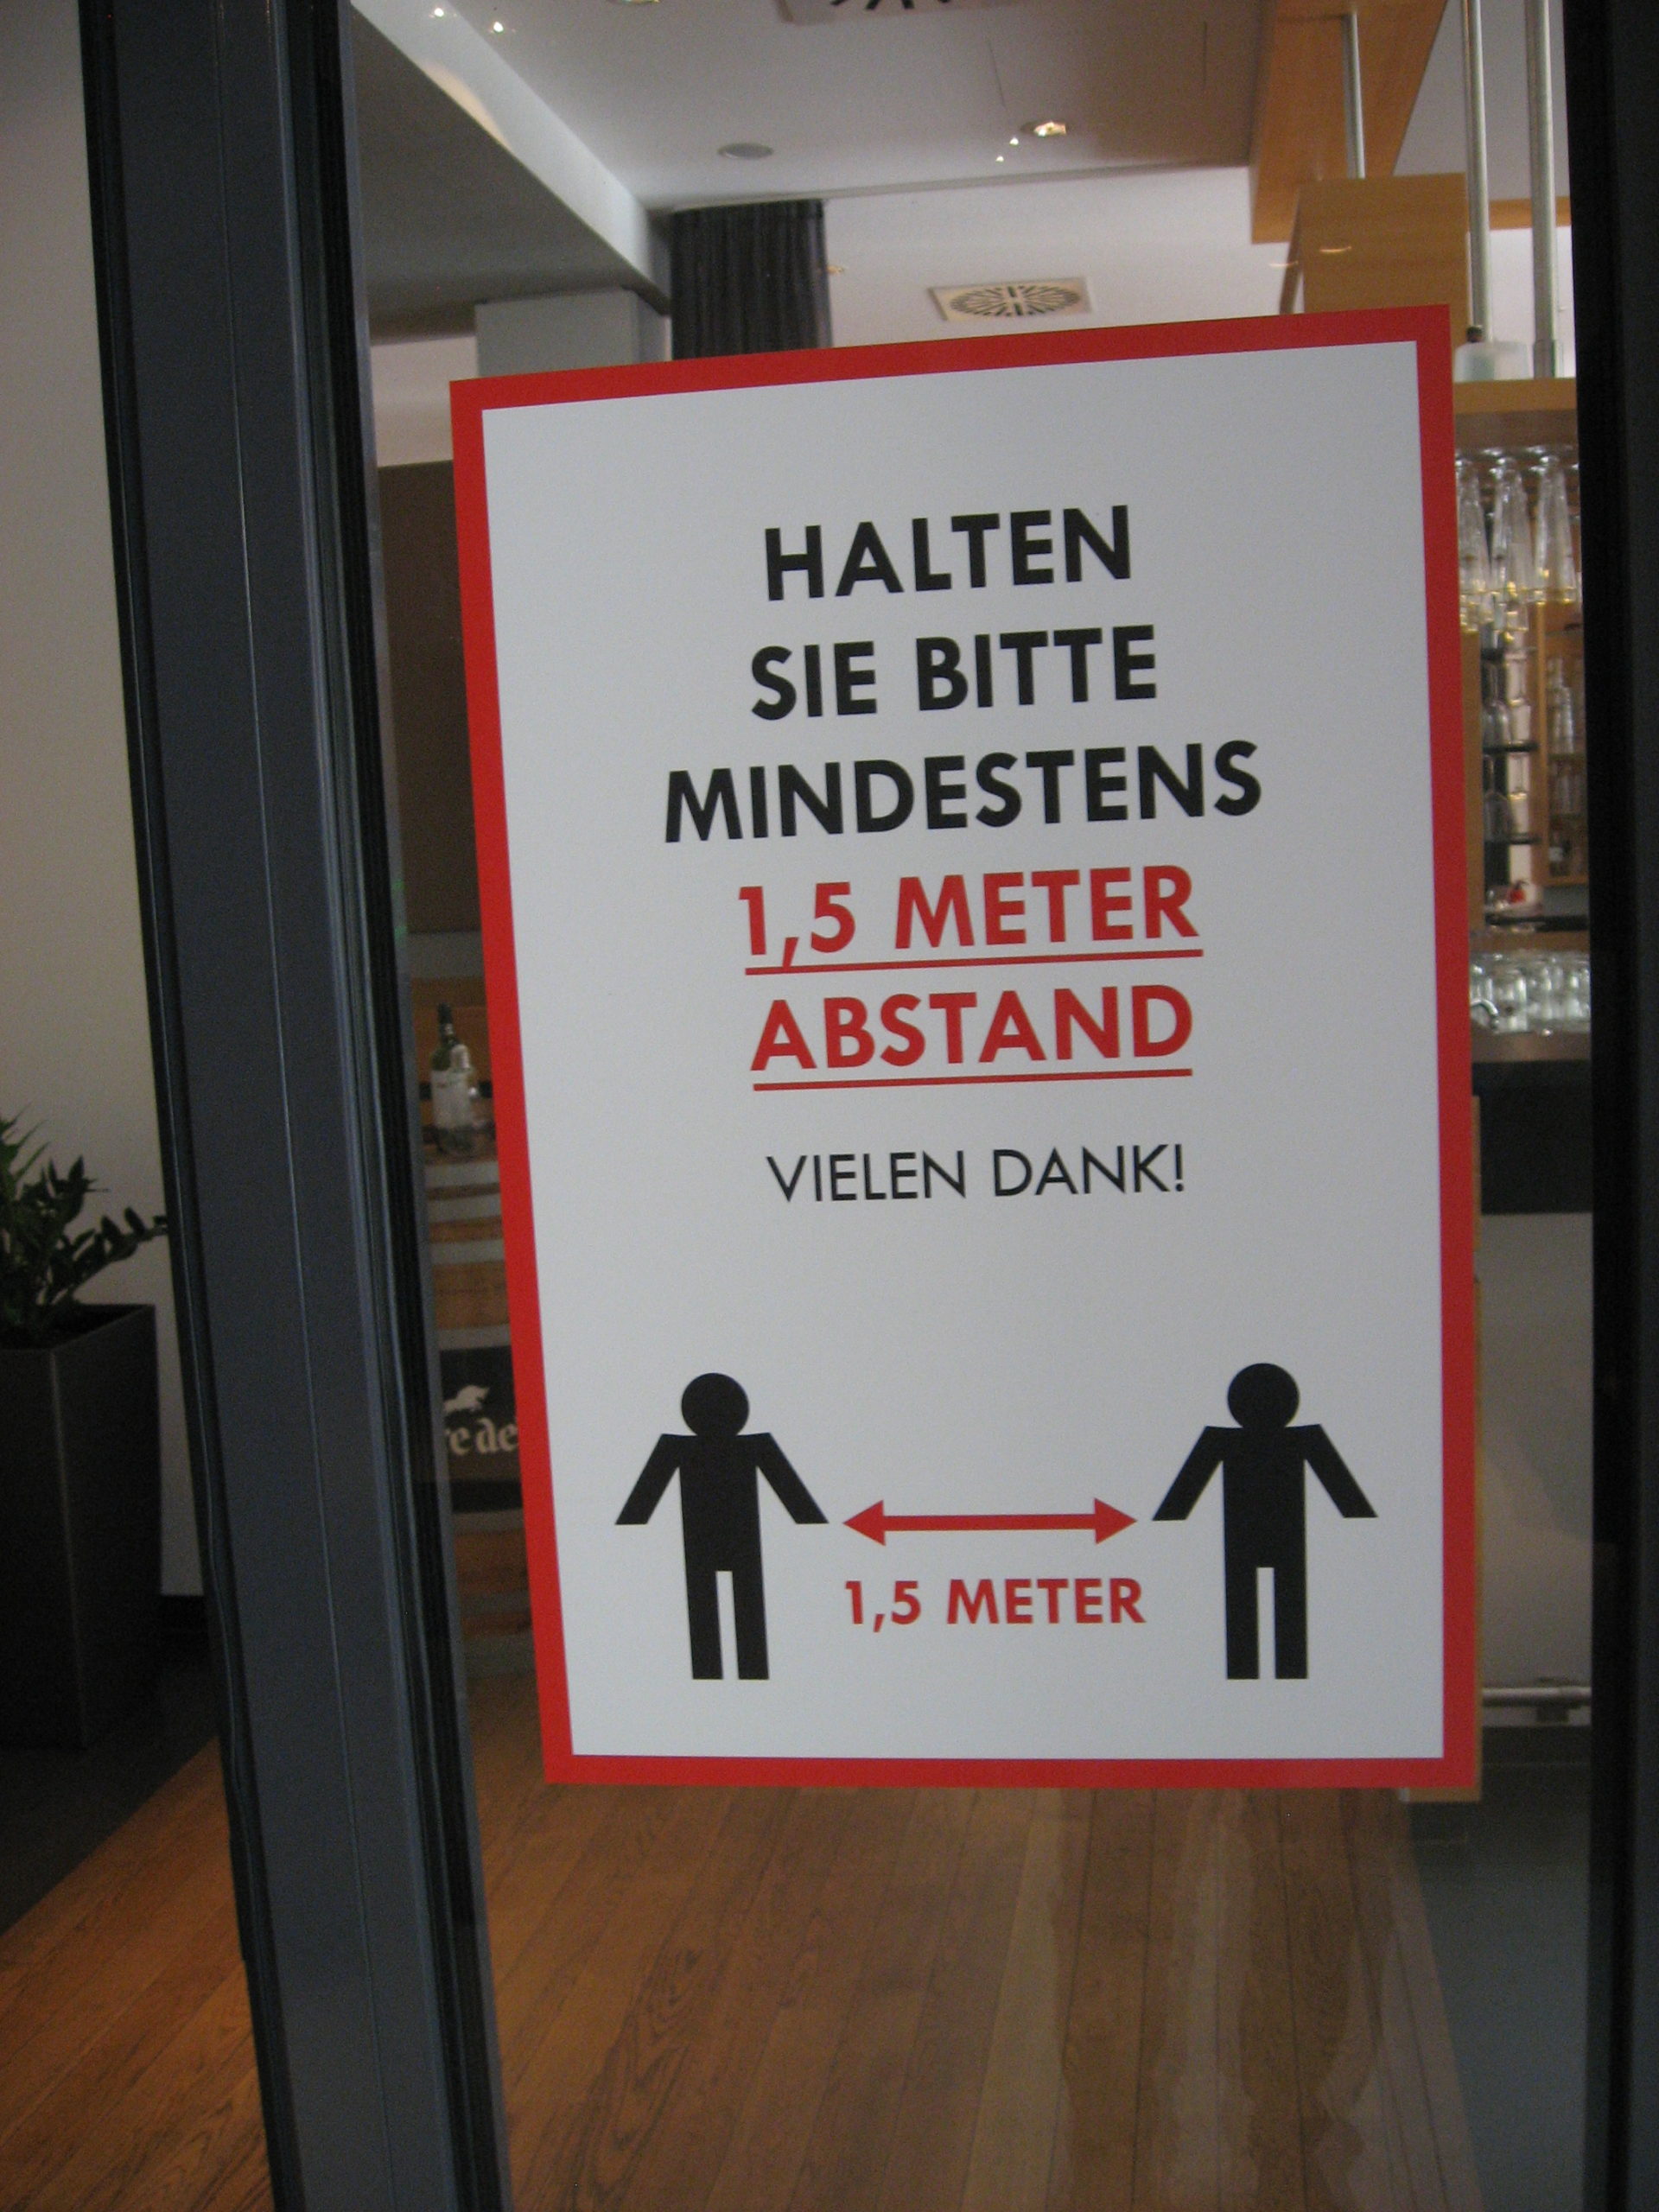 HALTEN
SIE BITTE
MINDESTENS
1,5 METER
ABSTAND
VIELEN DANK!
1,5 METER